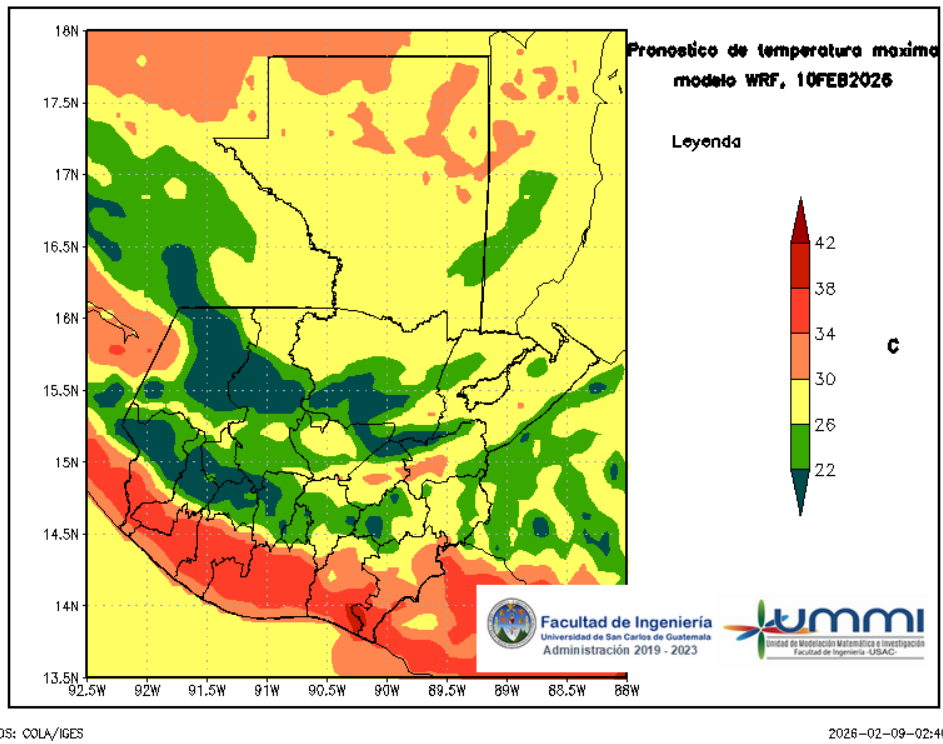 Pronostico de temperatura maxima
modelo WRF, 10FEB2026
Leyenda
42
38
34
30
26
22
C
18N
17.5N
17N
16.5N
16N
15.5N
15N
14.5N
14N
13.5N
92.5W 92W 91.5W 91W 90.5W 90W 89.5W 89W 88.5W 88W
Facultad de Ingeniería
Universidad de San Carlos de Guatemala
Administración 2019 - 2023
ummi
Unidad de Modelación Matemática e Investigación
Facultad de Ingeniería -USAC-
OS: COLA/IGES
2026-02-09-02:4